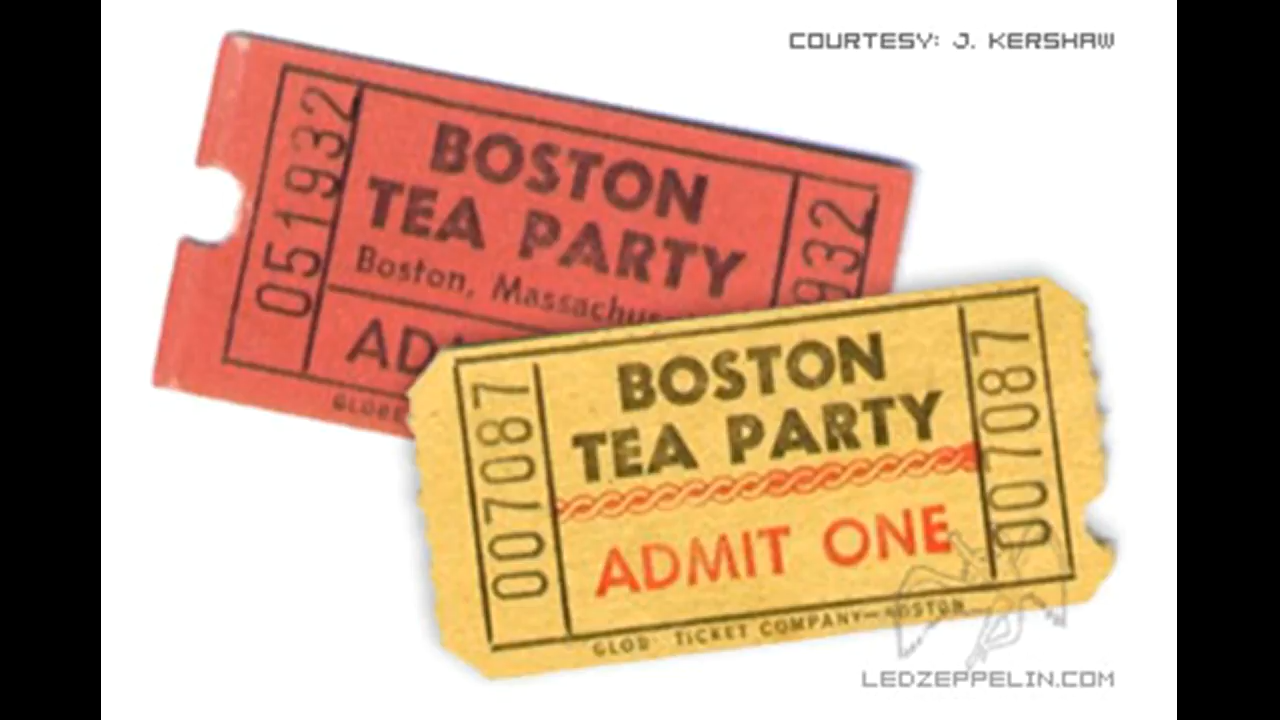 COURTESY: J. KERSHAW
051932
BOSTON
TEA PARTY
Boston,
932
GLOBE
007087
BOSTON
TEA PARTY
ADMIT ONE
007087
TICKET COMPANY—BOSTON
LEDZEPPELIN.COM